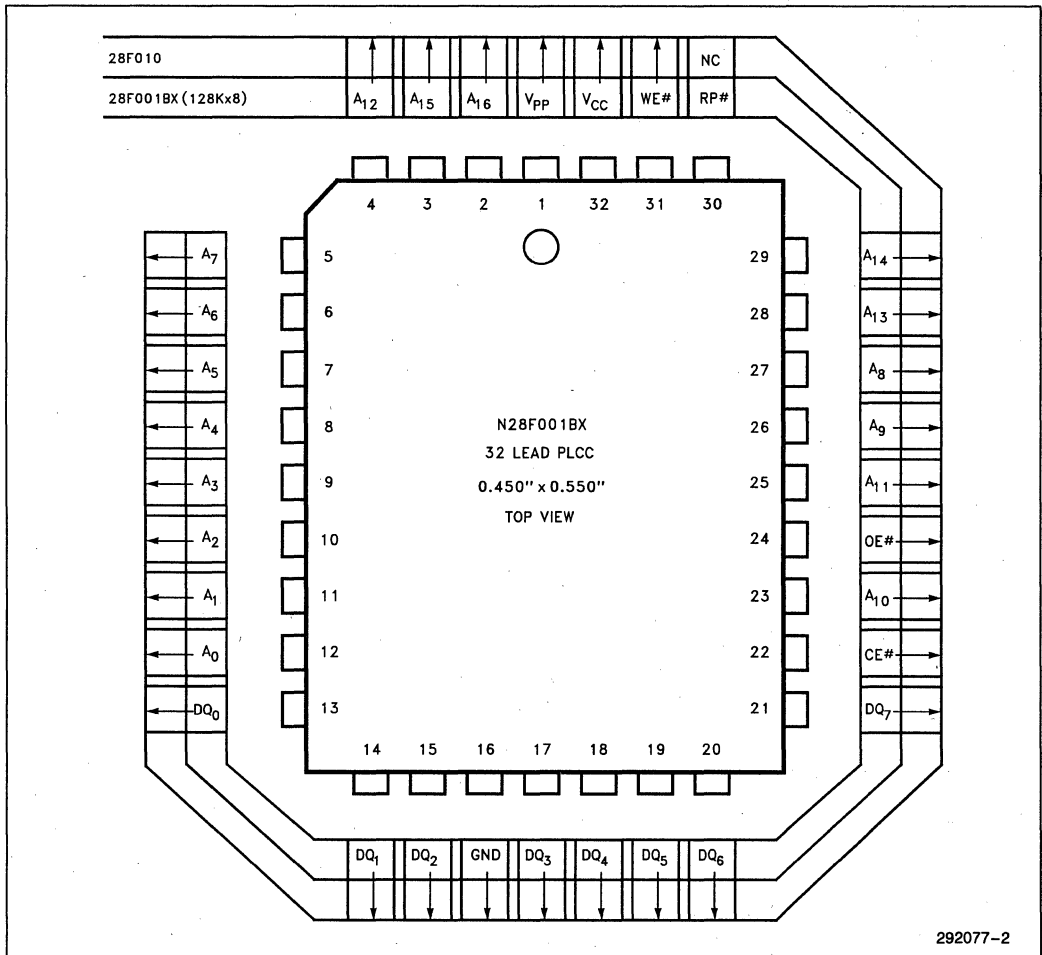 28F010 NC
28F001BX (128Kx8) A12 A15 A16 VPP VCC WE# RP#
4 3 2 1 32 31 30
A7 5 29 A14
A6 6 28 A13
A5 7 27 A8
A4 8 26 A9
A3 9 25 A11
A2 10 24 OE#
A1 11 23 A10
A0 12 22 CE#
DQ0 13 21 DQ7
N28F001BX
32 LEAD PLCC
0.450" x 0.550"
TOP VIEW
14 15 16 17 18 19 20
DQ1 DQ2 GND DQ3 DQ4 DQ5 DQ6
292077-2